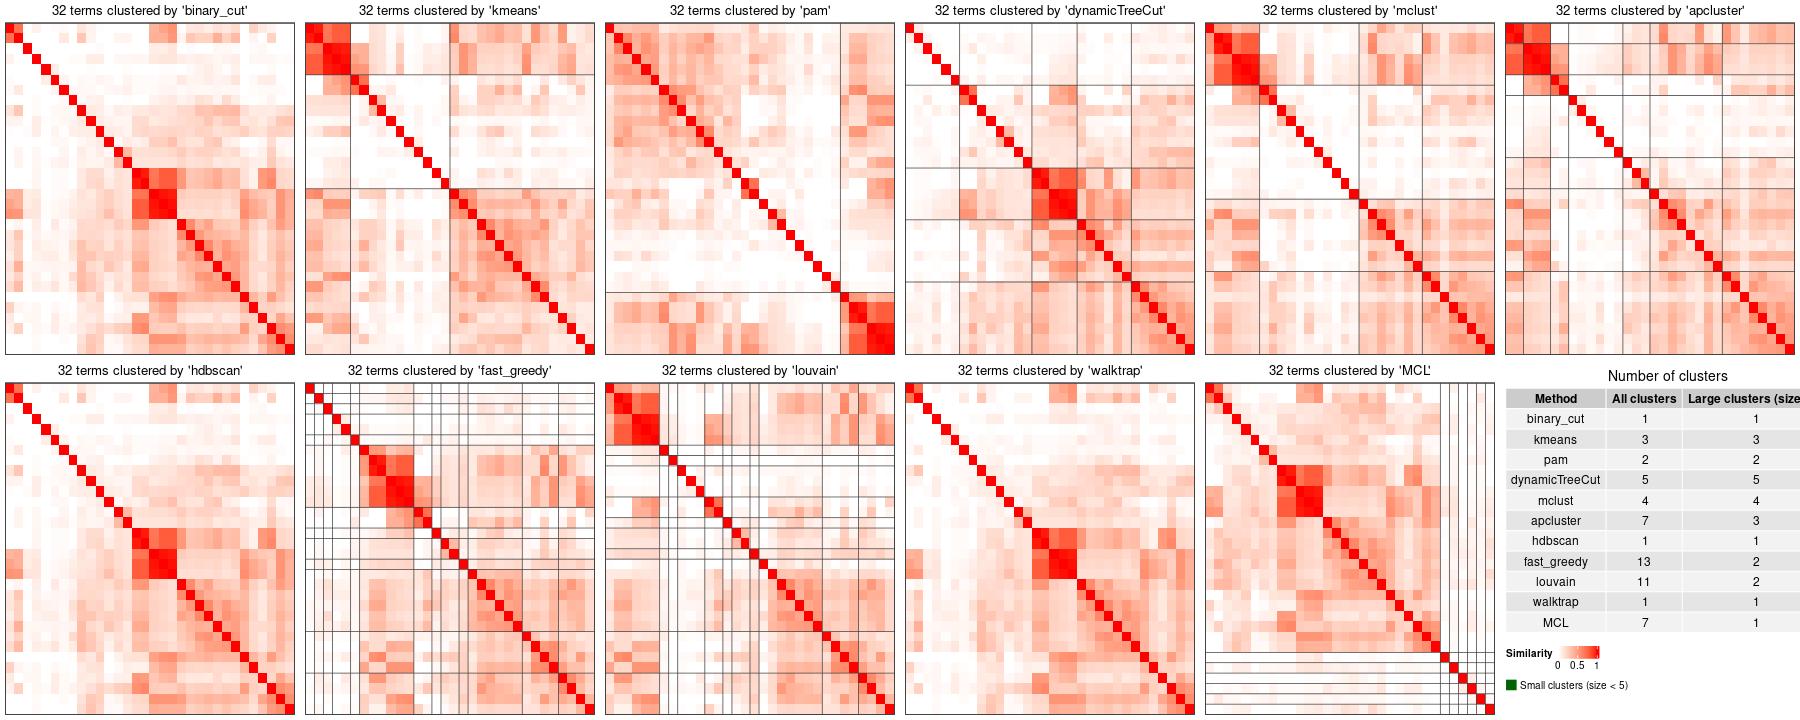 32 terms clustered by 'binary_cut'
32 terms clustered by 'kmeans'
32 terms clustered by 'pam'
32 terms clustered by 'dynamicTreeCut'
32 terms clustered by 'mclust'
32 terms clustered by 'apcluster'
32 terms clustered by 'hdbscan'
32 terms clustered by 'fast_greedy'
32 terms clustered by 'louvain'
32 terms clustered by 'walktrap'
32 terms clustered by 'MCL'
Number of clusters
Method All clusters Large clusters (size
binary_cut 1 1
kmeans 3 3
pam 2 2
dynamicTreeCut 5 5
mclust 4 4
apcluster 7 3
hdbscan 1 1
fast_greedy 13 2
louvain 11 2
walktrap 1 1
MCL 7 1
Similarity
0 0.5 1
Small clusters (size < 5)